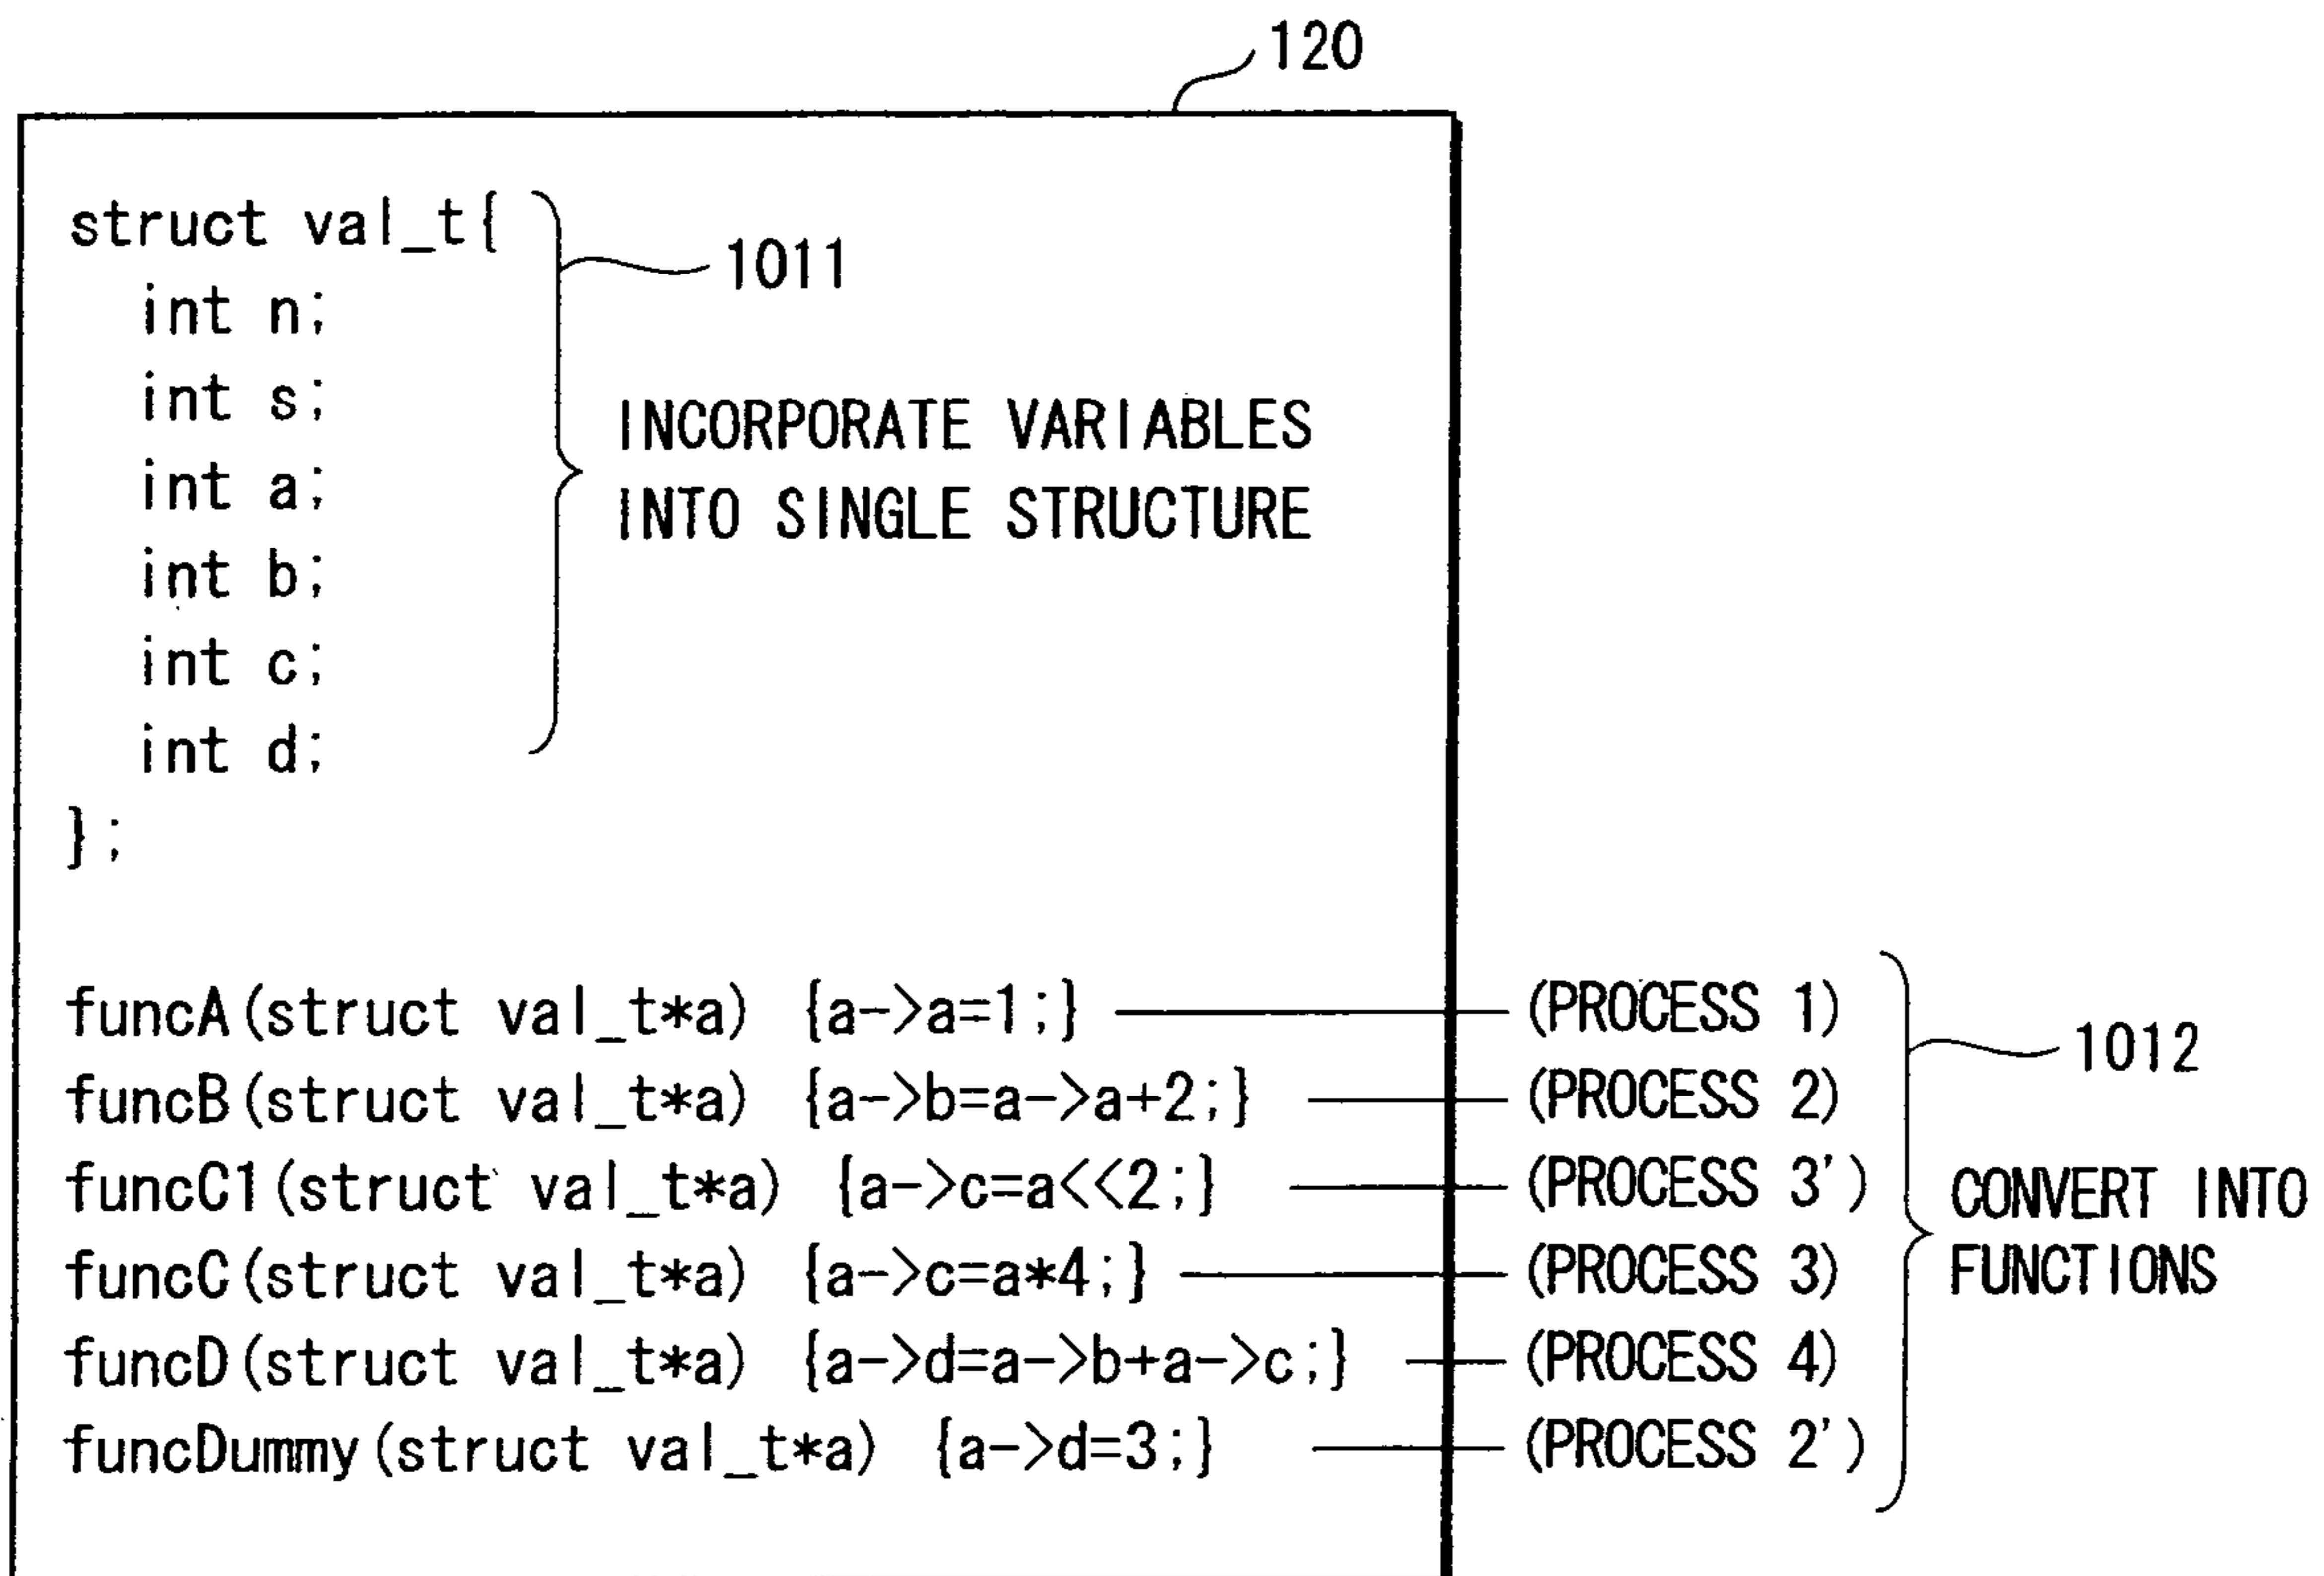 120
struct val_t{
1011
int n;
int s;
INCORPORATE VARIABLES
int a;
INTO SINGLE STRUCTURE
int b;
int c;
int d;
};
funcA(struct val_t*a) {a->a=1;} (PROCESS 1)
1012
funcB(struct val_t*a) {a->b=a->a+2;} (PROCESS 2)
funcC1(struct val_t*a) {a->c=a<<2;} (PROCESS 3')
CONVERT INTO
funcC(struct val_t*a) {a->c=a*4;} (PROCESS 3)
FUNCTIONS
funcD(struct val_t*a) {a->d=a->b+a->c;} (PROCESS 4)
funcDummy(struct val_t*a) {a->d=3;} (PROCESS 2')